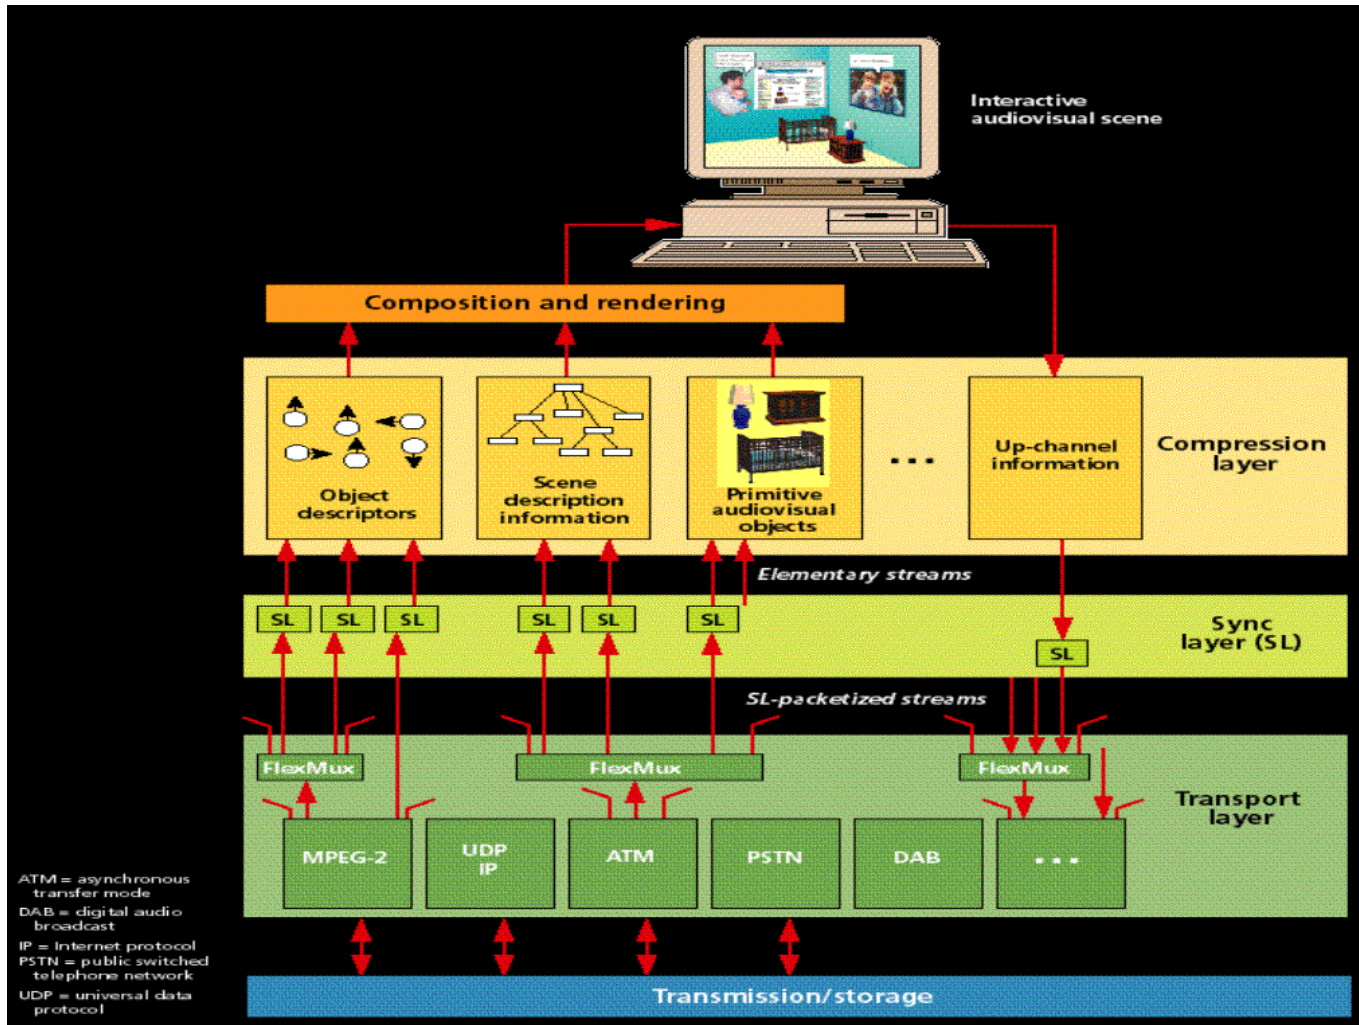 Interactive
audiovisual scene
Composition and rendering
Object
descriptors
Scene
description
information
Primitive
audiovisual
objects
...
Up-channel
information
Compression
layer
Elementary streams
SL
SL
SL
SL
SL
SL
SL
Sync
layer (SL)
SL-packetized streams
FlexMux
FlexMux
FlexMux
Transport
layer
MPEG-2
UDP
IP
ATM
PSTN
DAB
...
ATM = asynchronous
transfer mode
DAB = digital audio
broadcast
IP = Internet protocol
PSTN = public switched
telephone network
UDP = universal data
protocol
Transmission/storage